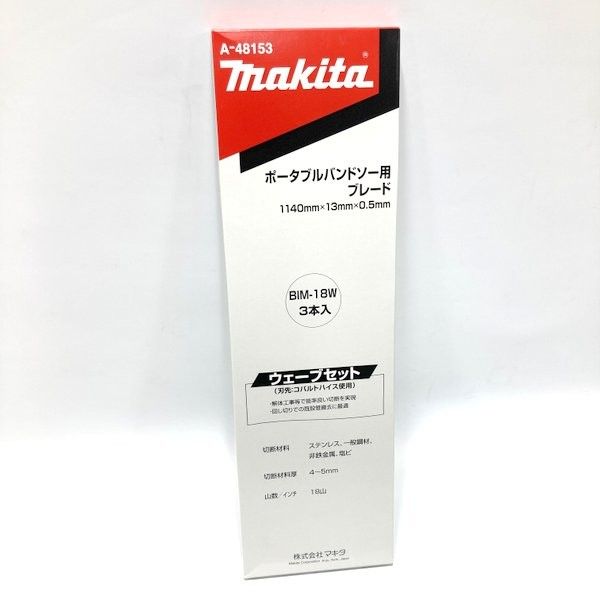 A-48153
makita®
ポータブルバンドソー用
ブレード
1140mm×13mm×0.5mm
BIM-18W
3本入
ウェーブセット
(刃先:コバルトハイス使用)
・解体工事等で能率良い切断を実現
・回し切りでの既設管撤去に最適
切断材料 ステンレス、一般鋼材、
非鉄金属、塩ビ
切断材料厚 4～5mm
山数/インチ 18山
株式会社 マキタ
Makita Corporation Anjo, Aichi, Japan